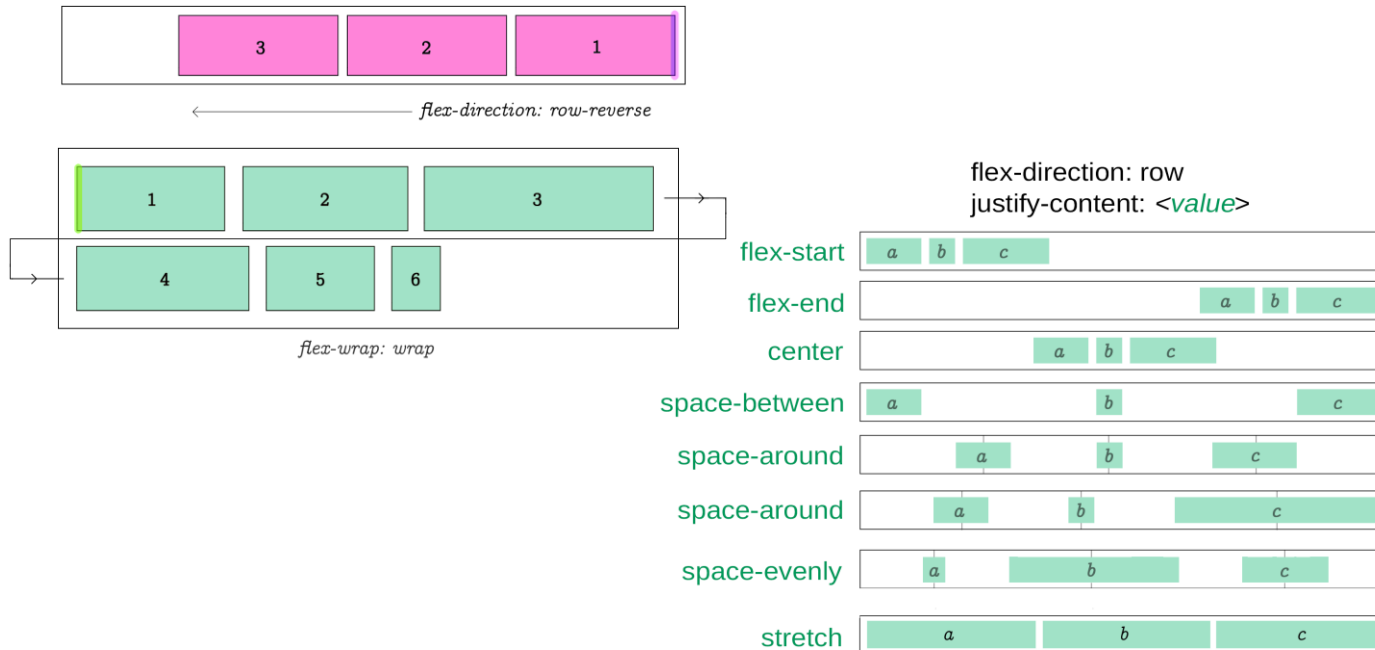 3 2 1
flex-direction: row-reverse
1 2 3
4 5 6
flex-wrap: wrap
flex-direction: row
justify-content: <value>
flex-start a b c
flex-end a b c
center a b c
space-between a b c
space-around a b c
space-around a b c
space-evenly a b c
stretch a b c